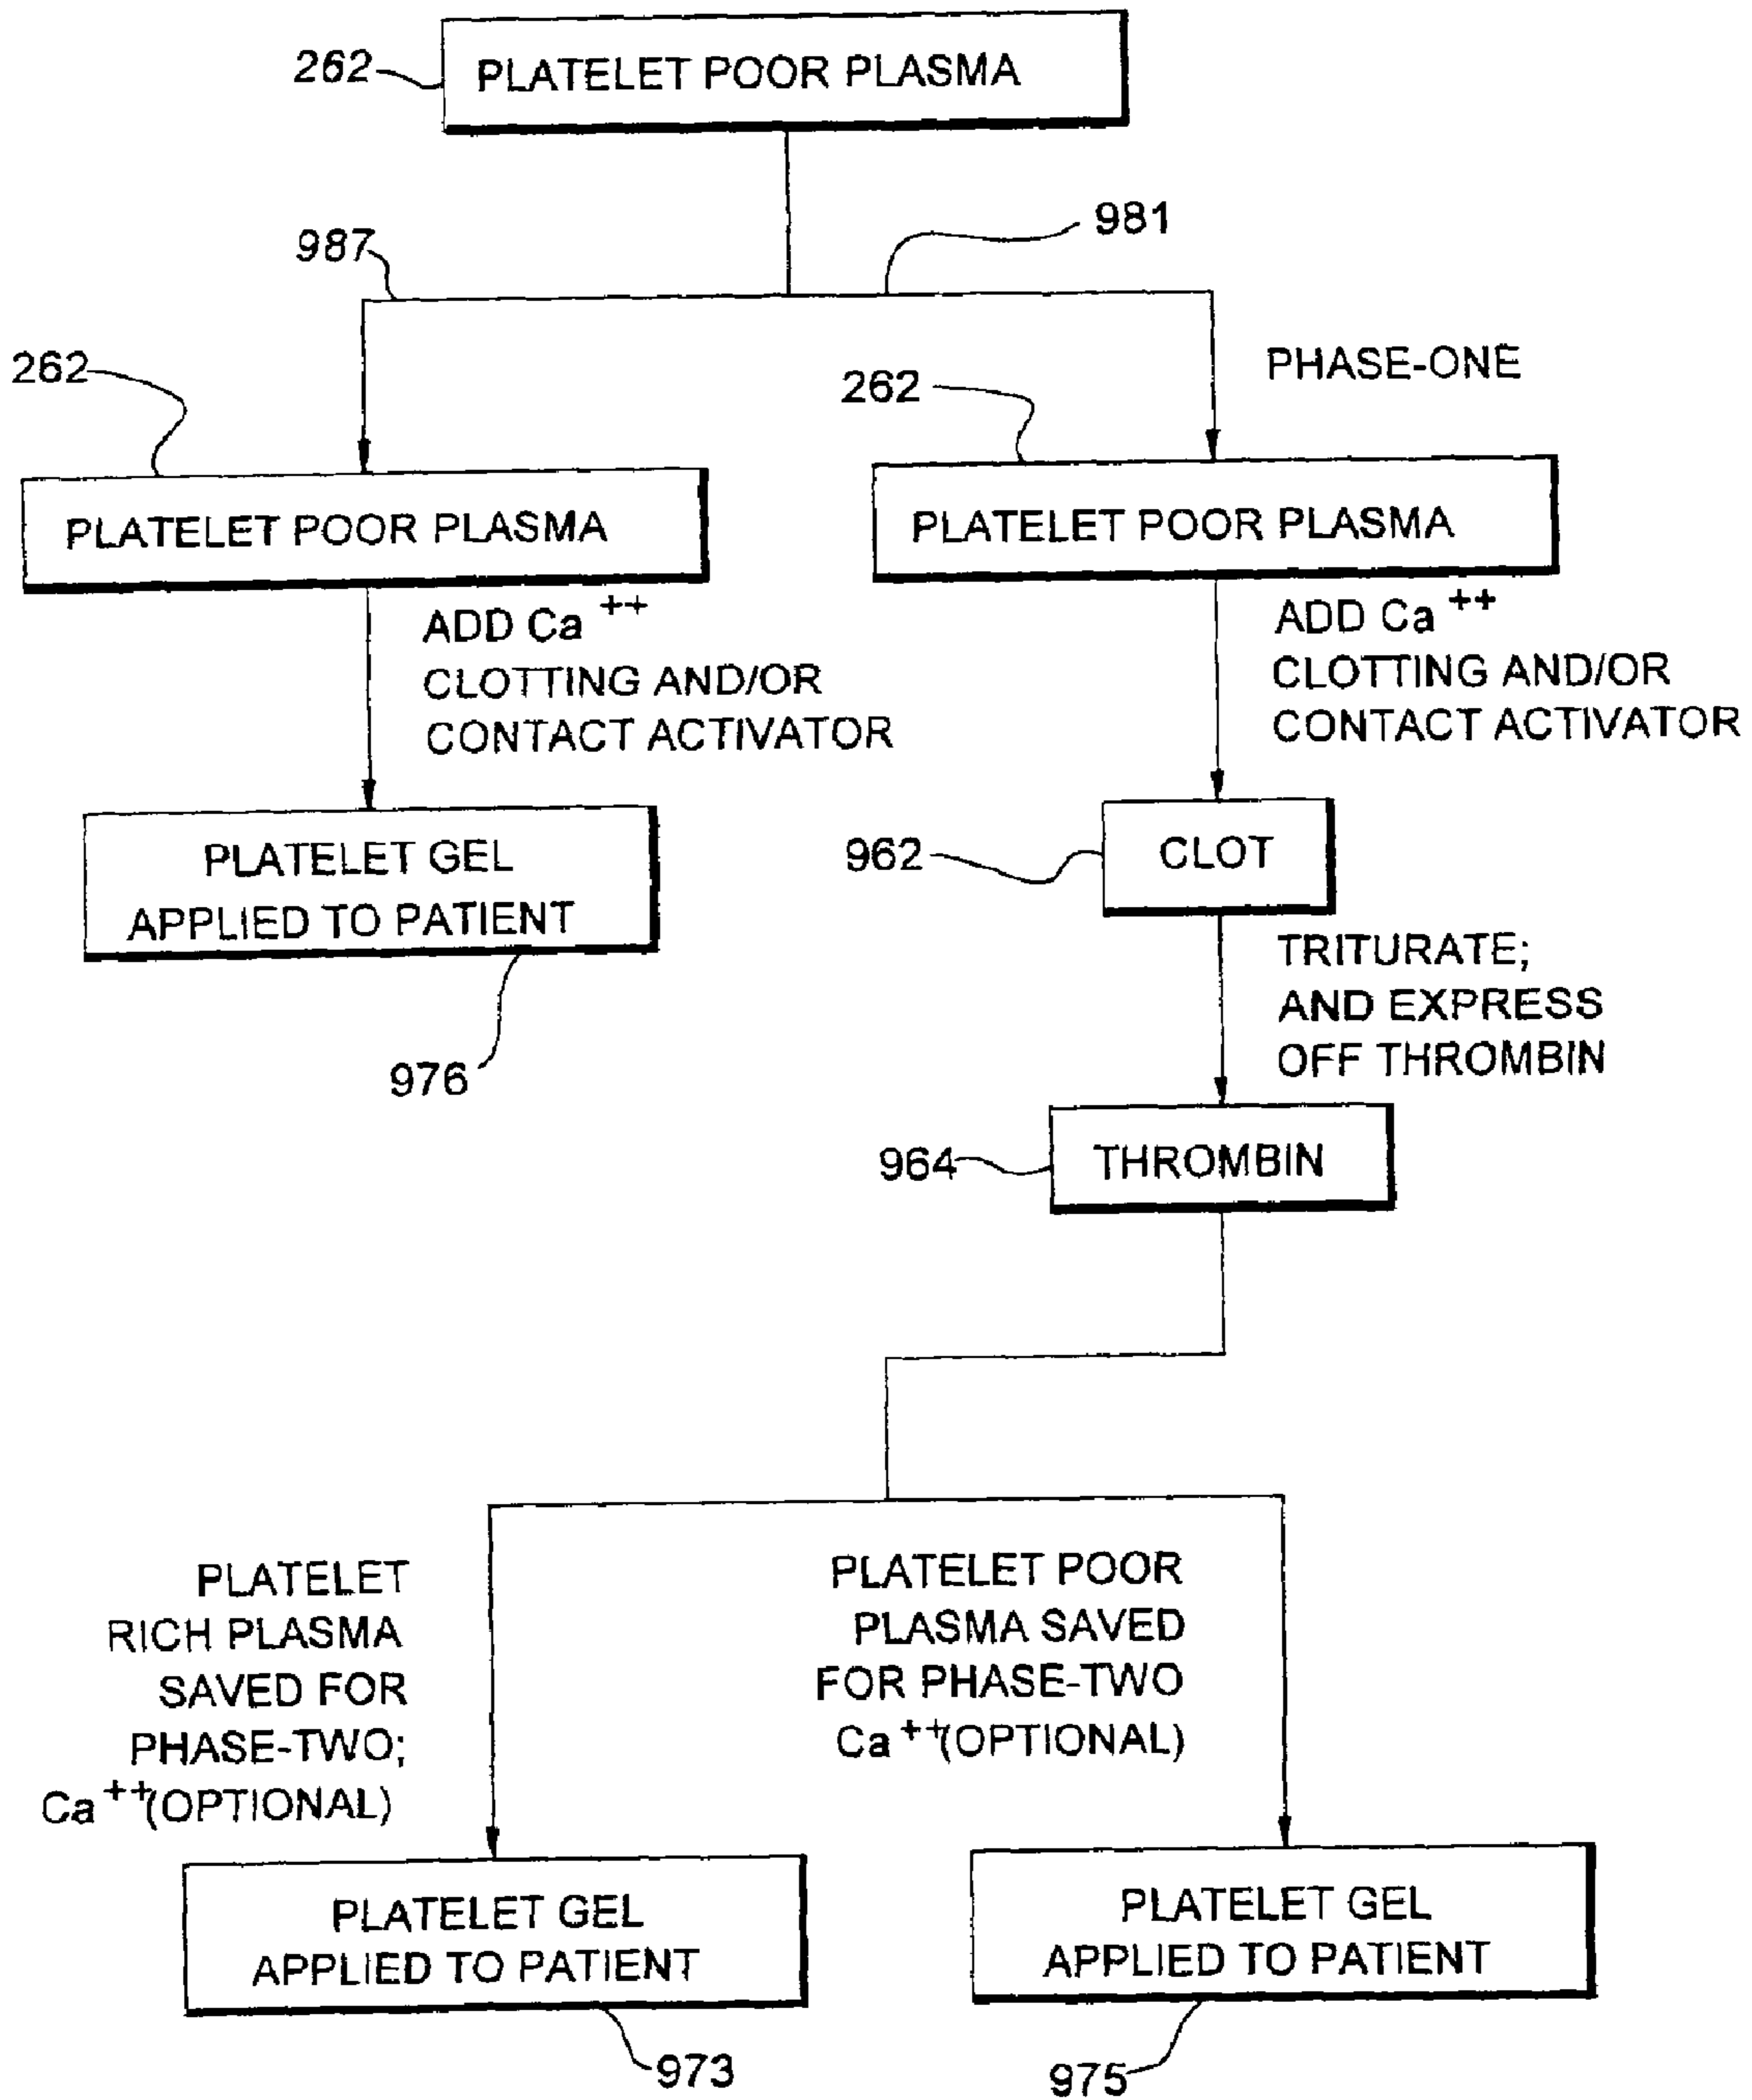 262
PLATELET POOR PLASMA
987
981
PHASE-ONE
262
262
PLATELET POOR PLASMA
PLATELET POOR PLASMA
ADD Ca ++
CLOTTING AND/OR
CONTACT ACTIVATOR
ADD Ca ++
CLOTTING AND/OR
CONTACT ACTIVATOR
PLATELET GEL
APPLIED TO PATIENT
976
962
CLOT
TRITURATE;
AND EXPRESS
OFF THROMBIN
964
THROMBIN
PLATELET
RICH PLASMA
SAVED FOR
PHASE-TWO;
Ca ++(OPTIONAL)
PLATELET POOR
PLASMA SAVED
FOR PHASE-TWO
Ca ++(OPTIONAL)
PLATELET GEL
APPLIED TO PATIENT
973
PLATELET GEL
APPLIED TO PATIENT
975